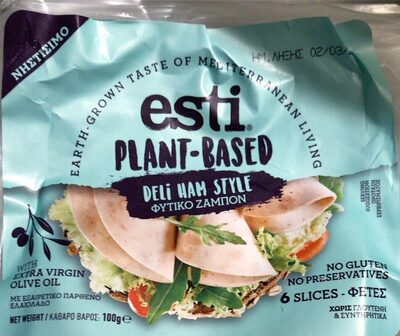 ΝΗΣΤΙΣΙΜΟ
EARTH-GROWN TASTE OF MEDITERRANEAN LIVING
ΗΜ.ΛΗΞΗΣ 02/03/
esti®
PLANT-BASED
DELI HAM STYLE
ΦΥΤΙΚΟ ΖΑΜΠΟΝ
WITH
EXTRA VIRGIN
OLIVE OIL
ΜΕ ΕΞΑΙΡΕΤΙΚΟ ΠΑΡΘΕΝΟ
ΕΛΑΙΟΛΑΔΟ
NET WEIGHT / ΚΑΘΑΡΟ ΒΑΡΟΣ: 100g℮
NO GLUTEN
NO PRESERVATIVES
6 SLICES - ΦΕΤΕΣ
ΧΩΡΙΣ ΓΛΟΥΤΕΝΗ
& ΣΥΝΤΗΡΗΤΙΚΑ